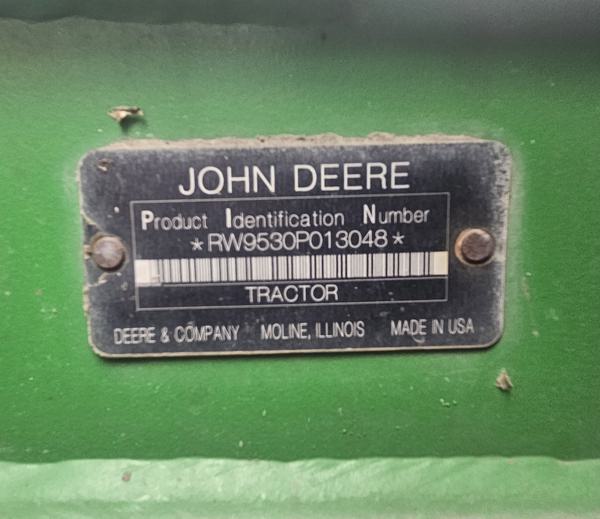 JOHN DEERE
Product Identification Number
*RW9530P013048*
TRACTOR
DEERE & COMPANY MOLINE, ILLINOIS MADE IN USA